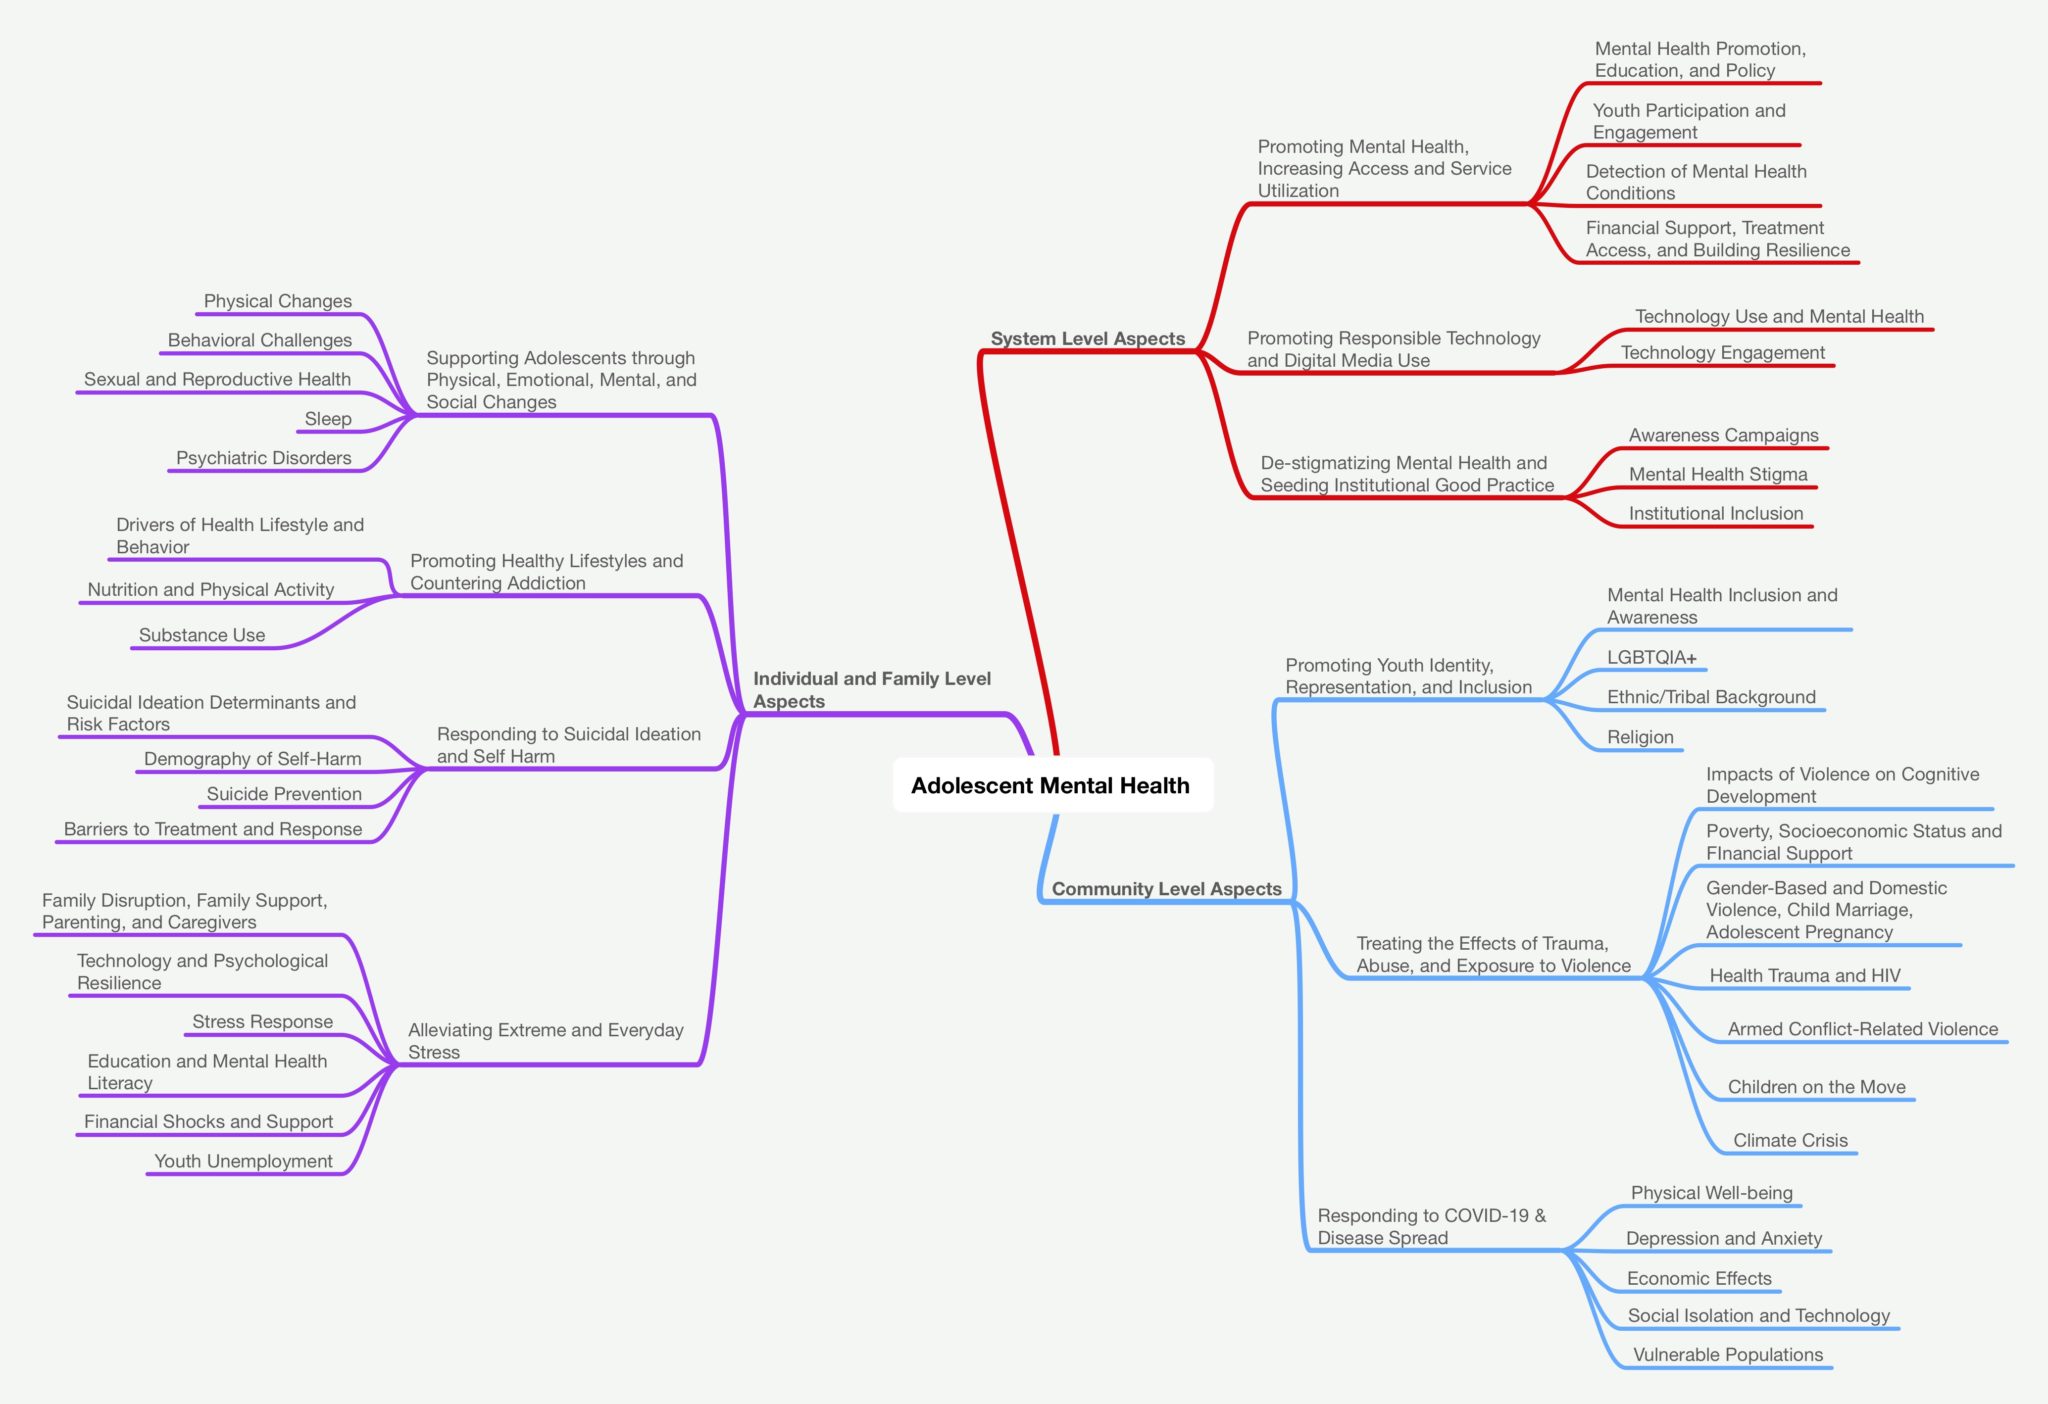 Adolescent Mental Health
System Level Aspects
Promoting Mental Health,
Increasing Access and Service
Utilization
Mental Health Promotion,
Education, and Policy
Youth Participation and
Engagement
Detection of Mental Health
Conditions
Financial Support, Treatment
Access, and Building Resilience
Promoting Responsible Technology
and Digital Media Use
Technology Use and Mental Health
Technology Engagement
De-stigmatizing Mental Health and
Seeding Institutional Good Practice
Awareness Campaigns
Mental Health Stigma
Institutional Inclusion
Community Level Aspects
Promoting Youth Identity,
Representation, and Inclusion
Mental Health Inclusion and
Awareness
LGBTQIA+
Ethnic/Tribal Background
Religion
Treating the Effects of Trauma,
Abuse, and Exposure to Violence
Impacts of Violence on Cognitive
Development
Poverty, Socioeconomic Status and
FInancial Support
Gender-Based and Domestic
Violence, Child Marriage,
Adolescent Pregnancy
Health Trauma and HIV
Armed Conflict-Related Violence
Children on the Move
Climate Crisis
Responding to COVID-19 &
Disease Spread
Physical Well-being
Depression and Anxiety
Economic Effects
Social Isolation and Technology
Vulnerable Populations
Individual and Family Level
Aspects
Supporting Adolescents through
Physical, Emotional, Mental, and
Social Changes
Physical Changes
Behavioral Challenges
Sexual and Reproductive Health
Sleep
Psychiatric Disorders
Promoting Healthy Lifestyles and
Countering Addiction
Drivers of Health Lifestyle and
Behavior
Nutrition and Physical Activity
Substance Use
Responding to Suicidal Ideation
and Self Harm
Suicidal Ideation Determinants and
Risk Factors
Demography of Self-Harm
Suicide Prevention
Barriers to Treatment and Response
Alleviating Extreme and Everyday
Stress
Family Disruption, Family Support,
Parenting, and Caregivers
Technology and Psychological
Resilience
Stress Response
Education and Mental Health
Literacy
Financial Shocks and Support
Youth Unemployment